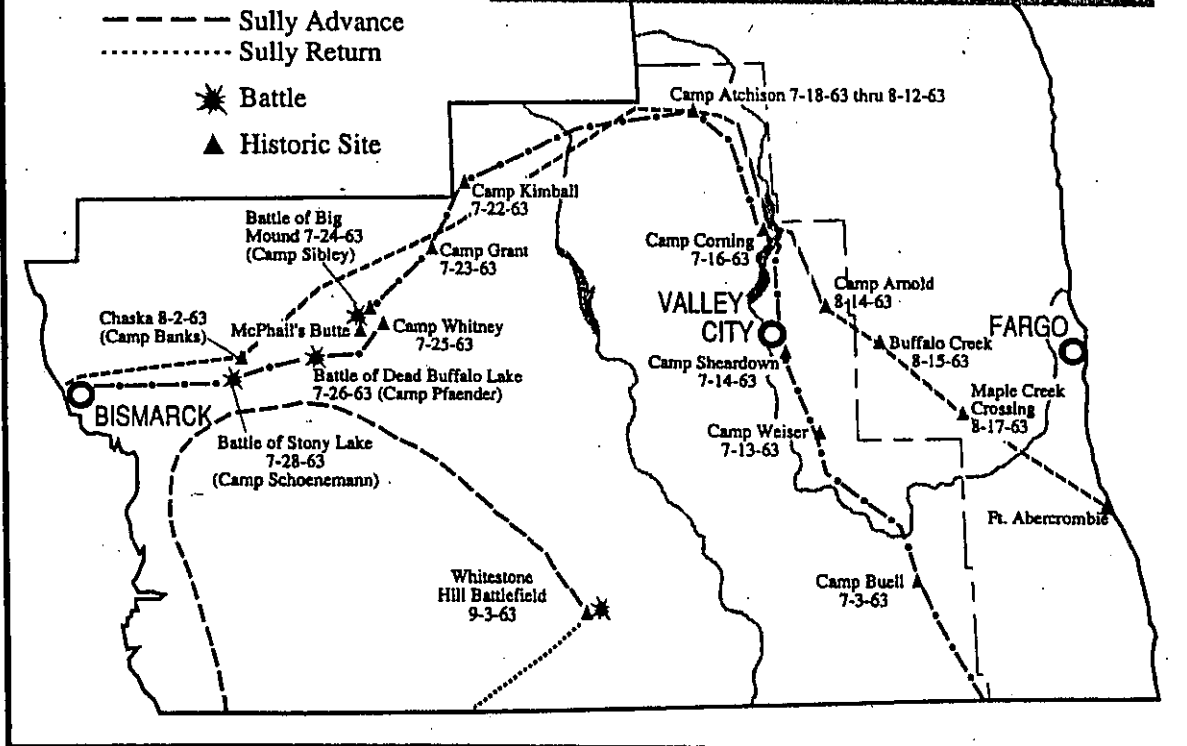 Sully Advance
Sully Return
Battle
Historic Site
Camp Atchison 7-18-63 thru 8-12-63
Camp Kimball
7-22-63
Battle of Big
Mound 7-24-63
(Camp Sibley)
Camp Grant
7-23-63
Camp Corning
7-16-63
Camp Arnold
8-14-63
VALLEY
CITY
FARGO
Chaska 8-2-63
(Camp Banks)
McPhail's Butte
Camp Whitney
7-25-63
Buffalo Creek
8-15-63
Camp Sheardown
7-14-63
Battle of Dead Buffalo Lake
7-26-63 (Camp Pfaender)
Maple Creek
Crossing
8-17-63
BISMARCK
Camp Weiser
7-13-63
Battle of Stony Lake
7-28-63
(Camp Schoenemann)
Ft. Abercrombie
Whitestone
Hill Battlefield
9-3-63
Camp Buell
7-3-63